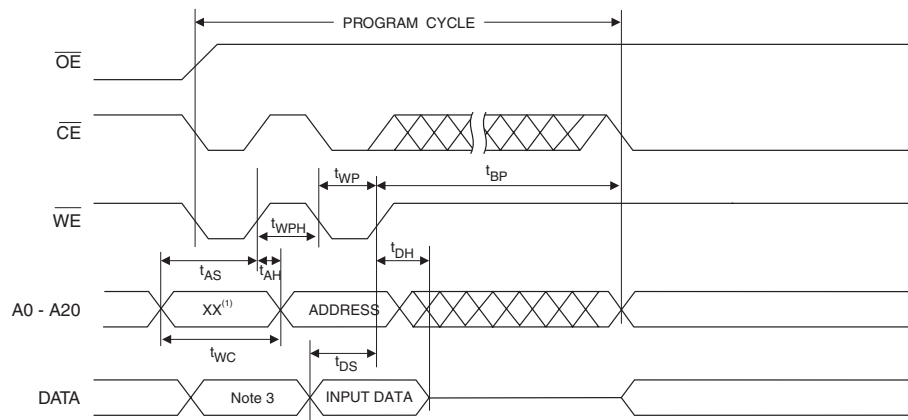 PROGRAM CYCLE
OE
CE
tWP
tBP
WE
tWPH
tDH
tAS
tAH
A0 - A20
XX(1)
ADDRESS
tWC
tDS
DATA
Note 3
INPUT DATA